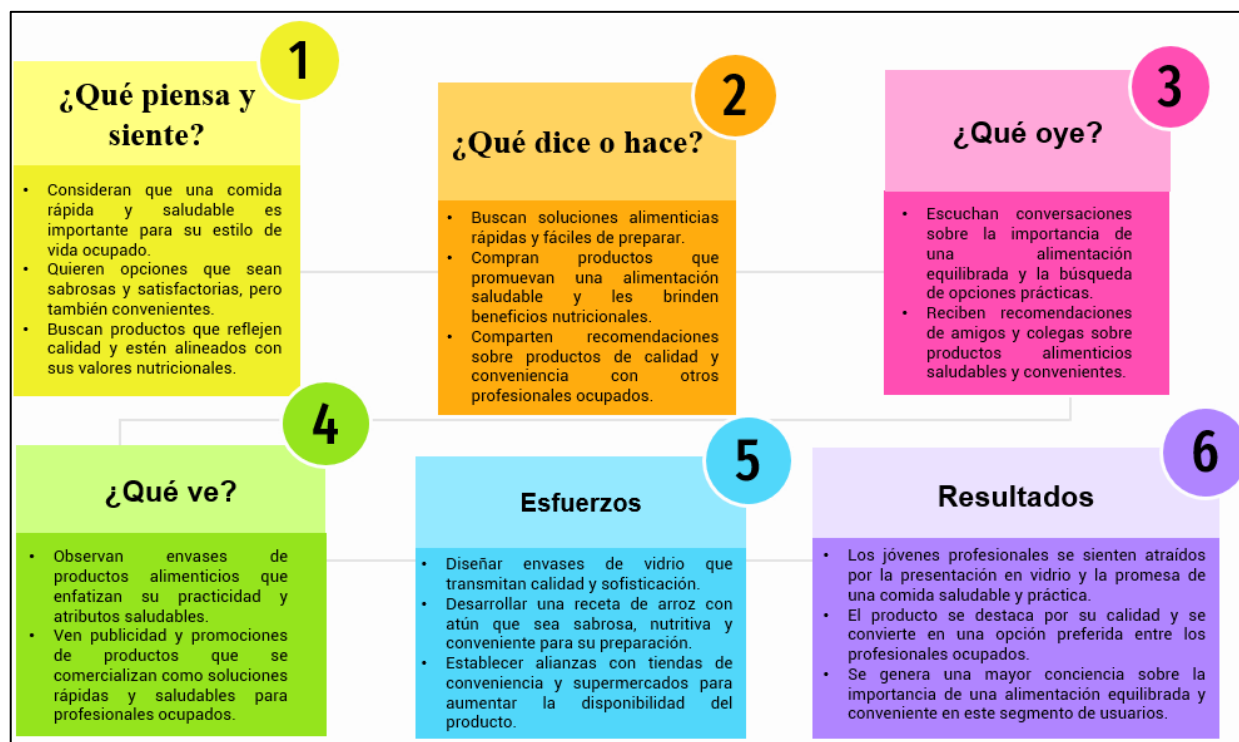 1
¿Qué piensa y
siente?
• Consideran que una comida
rápida y saludable es
importante para su estilo de
vida ocupado.
• Quieren opciones que sean
sabrosas y satisfactorias, pero
también convenientes.
• Buscan productos que reflejen
calidad y estén alineados con
sus valores nutricionales.
2
¿Qué dice o hace?
• Buscan soluciones alimenticias
rápidas y fáciles de preparar.
• Compran productos que
promuevan una alimentación
saludable y les brinden
beneficios nutricionales.
• Comparten recomendaciones
sobre productos de calidad y
conveniencia con otros
profesionales ocupados.
3
¿Qué oye?
• Escuchan conversaciones
sobre la importancia de
una alimentación
equilibrada y la búsqueda
de opciones prácticas.
• Reciben recomendaciones
de amigos y colegas sobre
productos alimenticios
saludables y convenientes.
4
¿Qué ve?
• Observan envases de
productos alimenticios que
enfatizan su practicidad y
atributos saludables.
• Ven publicidad y promociones
de productos que se
comercializan como soluciones
rápidas y saludables para
profesionales ocupados.
5
Esfuerzos
• Diseñar envases de vidrio que
transmitan calidad y sofisticación.
• Desarrollar una receta de arroz con
atún que sea sabrosa, nutritiva y
conveniente para su preparación.
• Establecer alianzas con tiendas de
conveniencia y supermercados para
aumentar la disponibilidad del
producto.
6
Resultados
• Los jóvenes profesionales se sienten atraídos
por la presentación en vidrio y la promesa de
una comida saludable y práctica.
• El producto se destaca por su calidad y se
convierte en una opción preferida entre los
profesionales ocupados.
• Se genera una mayor conciencia sobre la
importancia de una alimentación equilibrada y
conveniente en este segmento de usuarios.